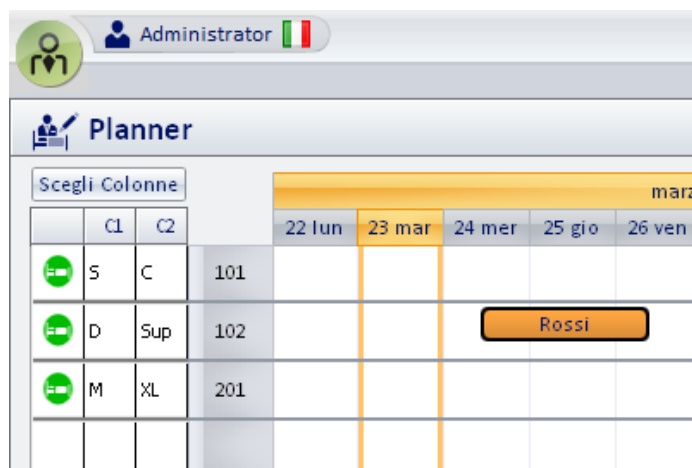 Administrator
Planner
Scegli Colonne
marz
C1 C2 22 lun 23 mar 24 mer 25 gio 26 ven
S C 101
D Sup 102 Rossi
M XL 201